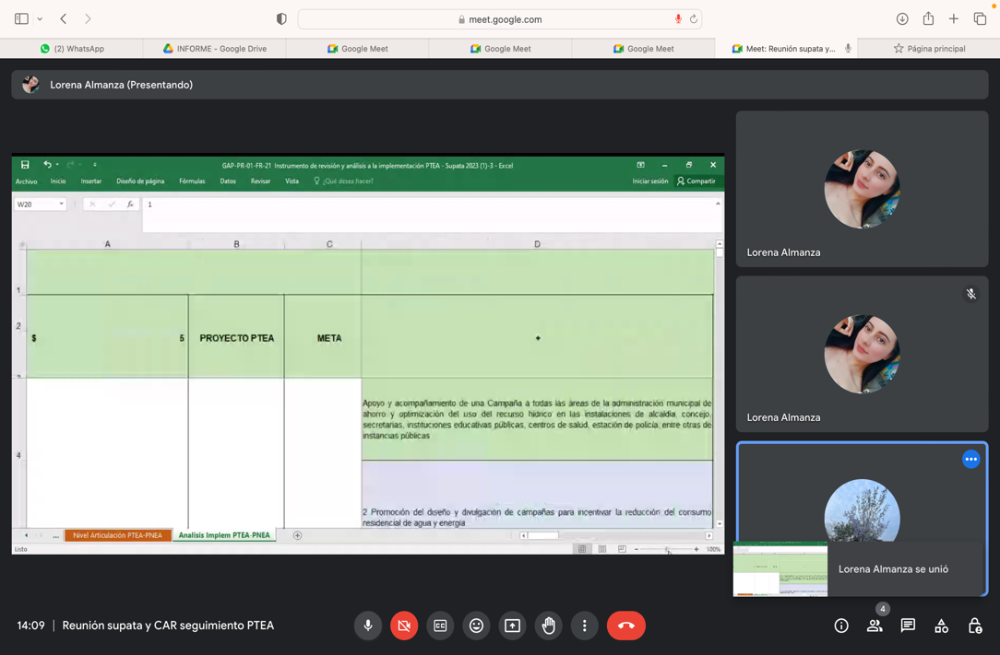 meet.google.com
(2) WhatsApp
INFORME - Google Drive
Google Meet
Google Meet
Google Meet
Meet: Reunión supata y...
Página principal
Lorena Almanza (Presentando)
GAP-PR-01-FR-21 Instrumento de revisión y análisis a la implementación PTEA - Supata 2023 (1)-3 - Excel
Archivo
Inicio
Insertar
Diseño de página
Fórmulas
Datos
Revisar
Vista
¿Qué desea hacer?
Iniciar sesión
Compartir
W20
fx
1
A
B
C
D
1
2
$
5
PROYECTO PTEA
META
4
Apoyo y acompañamiento de una Campaña a todas las áreas de la administración municipal de
ahorro y optimización del uso del recurso hídrico en las instalaciones de alcaldía, concejo,
secretarias, instituciones educativas públicas, centros de salud, estación de policía, entre otras de
instancias públicas
2 Promoción del diseño y divulgación de campañas para incentivar la reducción del consumo
residencial de agua y energía
...
Nivel Articulación PTEA-PNEA
Analisis Implem PTEA-PNEA
Listo
100%
Lorena Almanza
Lorena Almanza
Lorena Almanza se unió
4
14:09 | Reunión supata y CAR seguimiento PTEA